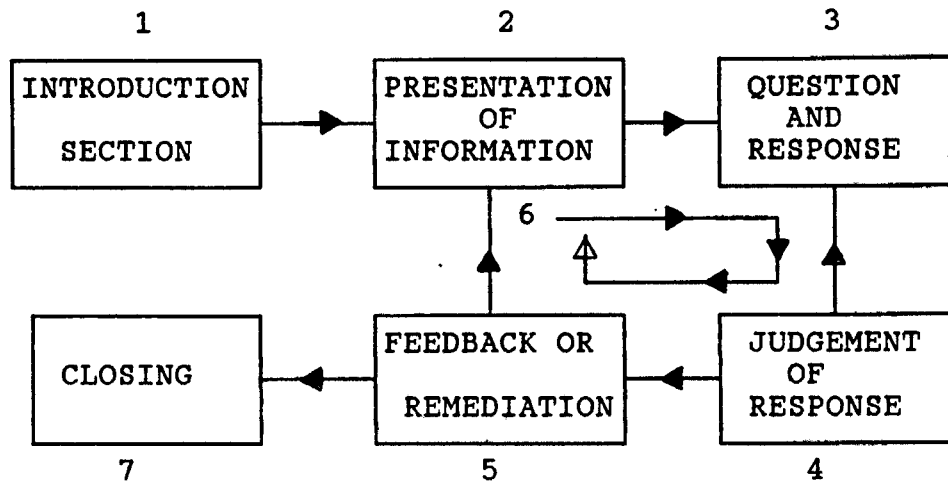 1
INTRODUCTION
SECTION
2
PRESENTATION
OF
INFORMATION
3
QUESTION
AND
RESPONSE
6
CLOSING
7
FEEDBACK OR
REMEDIATION
5
JUDGEMENT
OF
RESPONSE
4